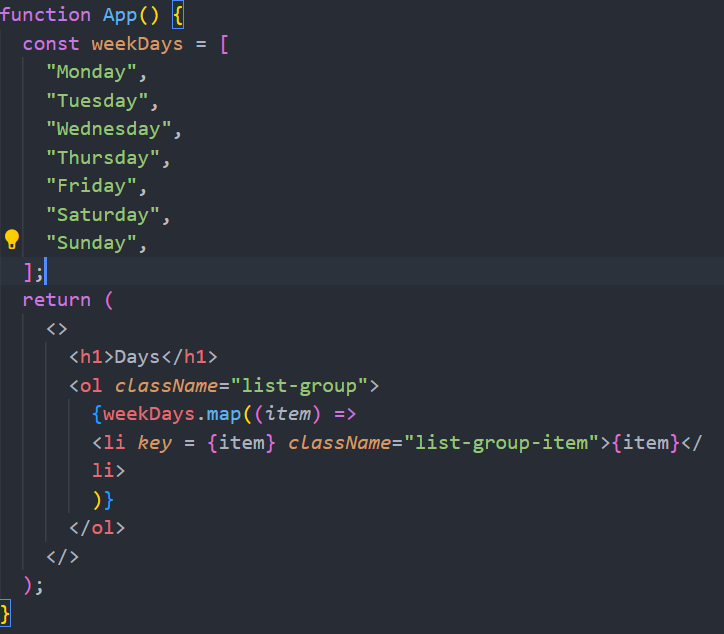 function App() {
  const weekDays = [
    "Monday",
    "Tuesday",
    "Wednesday",
    "Thursday",
    "Friday",
    "Saturday",
    "Sunday",
  ];
  return (
    <>
      <h1>Days</h1>
      <ol className="list-group">
        {weekDays.map((item) =>
        <li key = {item} className="list-group-item">{item}</
        li>
        )}
      </ol>
    </>
  );
}